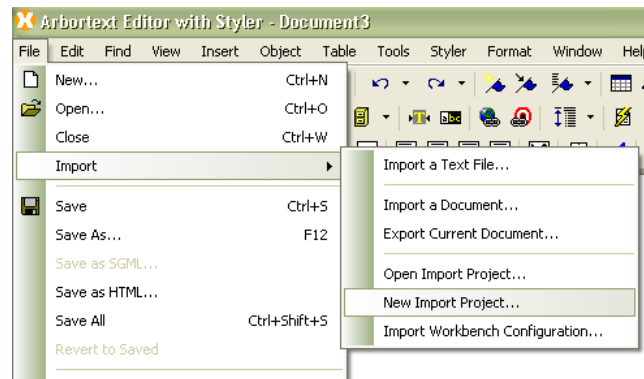 Arbortext Editor with Styler - Document3
File Edit Find View Insert Object Table Tools Styler Format Window Help
New... Ctrl+N
Open... Ctrl+O
Close Ctrl+W
Import
Save Ctrl+S
Save As... F12
Save as SGML...
Save as HTML...
Save All Ctrl+Shift+S
Revert to Saved
T
abc
Import a Text File...
Import a Document...
Export Current Document...
Open Import Project...
New Import Project...
Import Workbench Configuration...